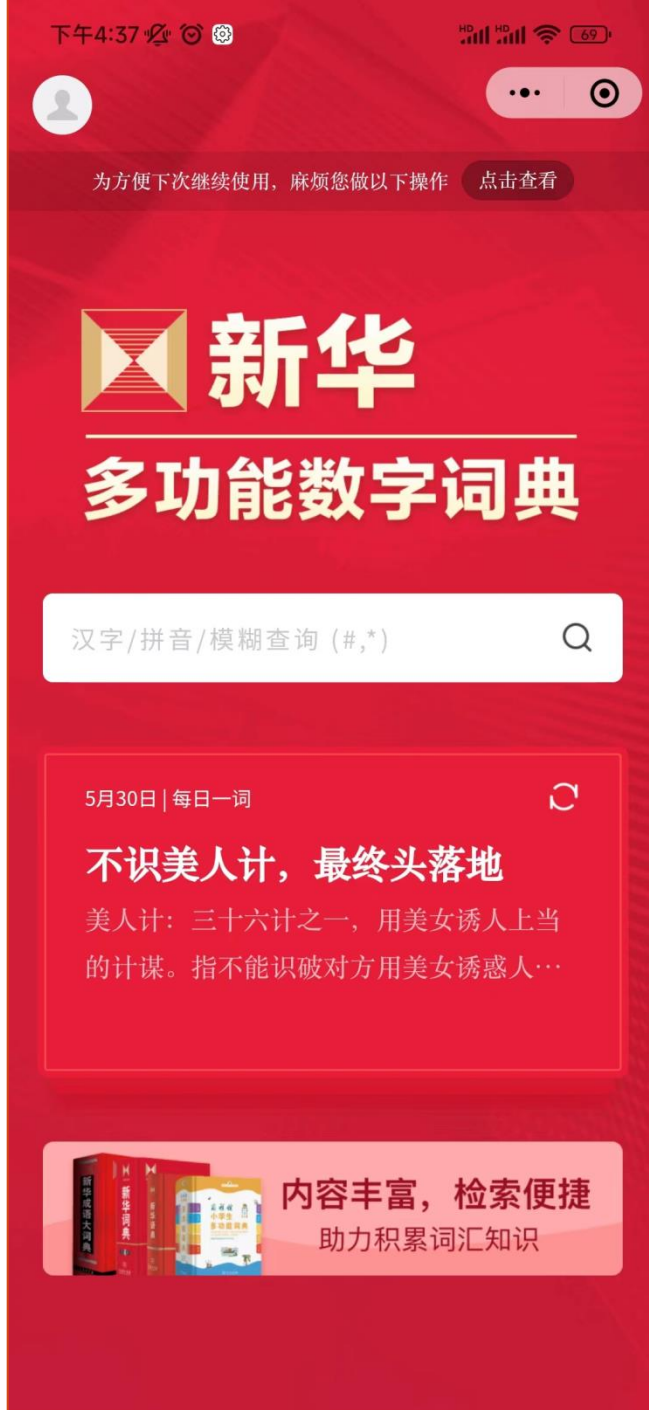 下午4:37
HD HD 69
为方便下次继续使用，麻烦您做以下操作 点击查看
新华
多功能数字词典
汉字/拼音/模糊查询 (#,*)
5月30日|每日一词
不识美人计，最终头落地
美人计：三十六计之一，用美女诱人上当
的计谋。指不能识破对方用美女诱惑人…
新华成语大词典
新华词典
小学生
多功能词典
内容丰富，检索便捷
助力积累词汇知识